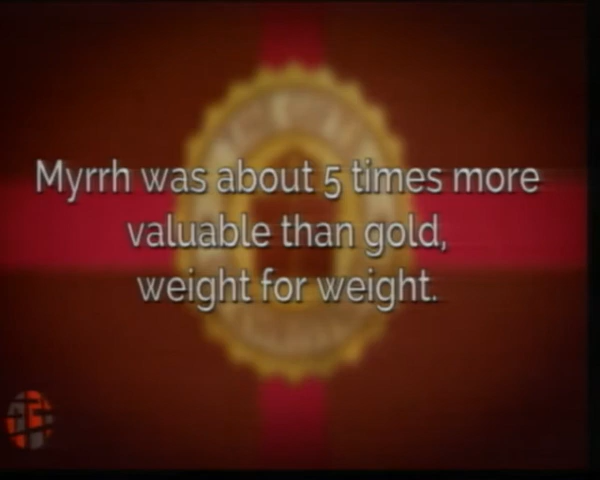 Myrrh was about 5 times more
valuable than gold,
weight for weight.